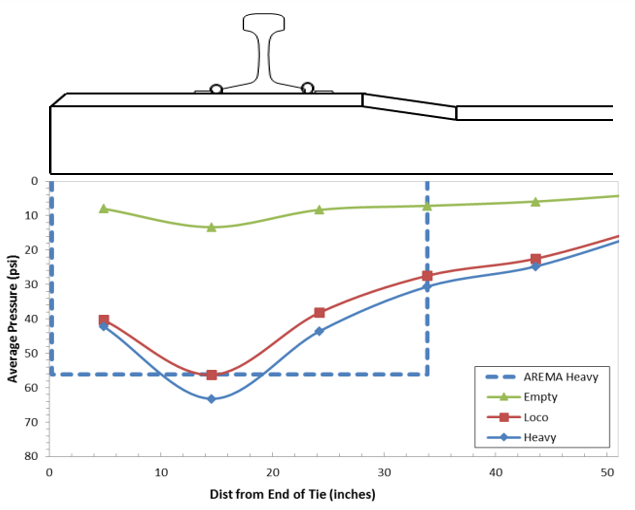 0
10
20
30
40
50
60
70
80
Average Pressure (psi)
AREMA Heavy
Empty
Loco
Heavy
0 10 20 30 40 50
Dist from End of Tie (inches)